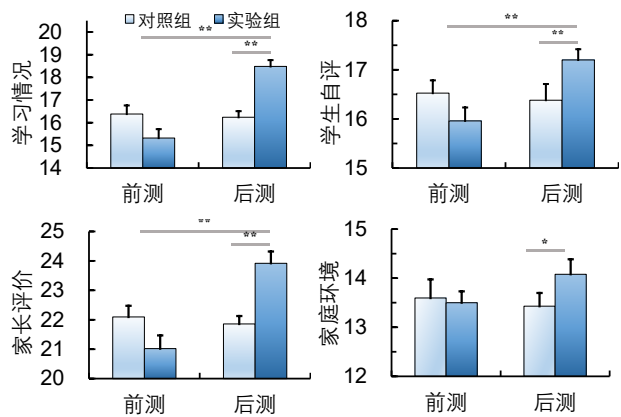 对照组 实验组
** **
** **
学习情况
20
19
18
17
16
15
14
前测 后测
学生自评
18
17
16
15
前测 后测
** **
*
家长评价
25
24
23
22
21
20
前测 后测
家庭环境
15
14
13
12
前测 后测